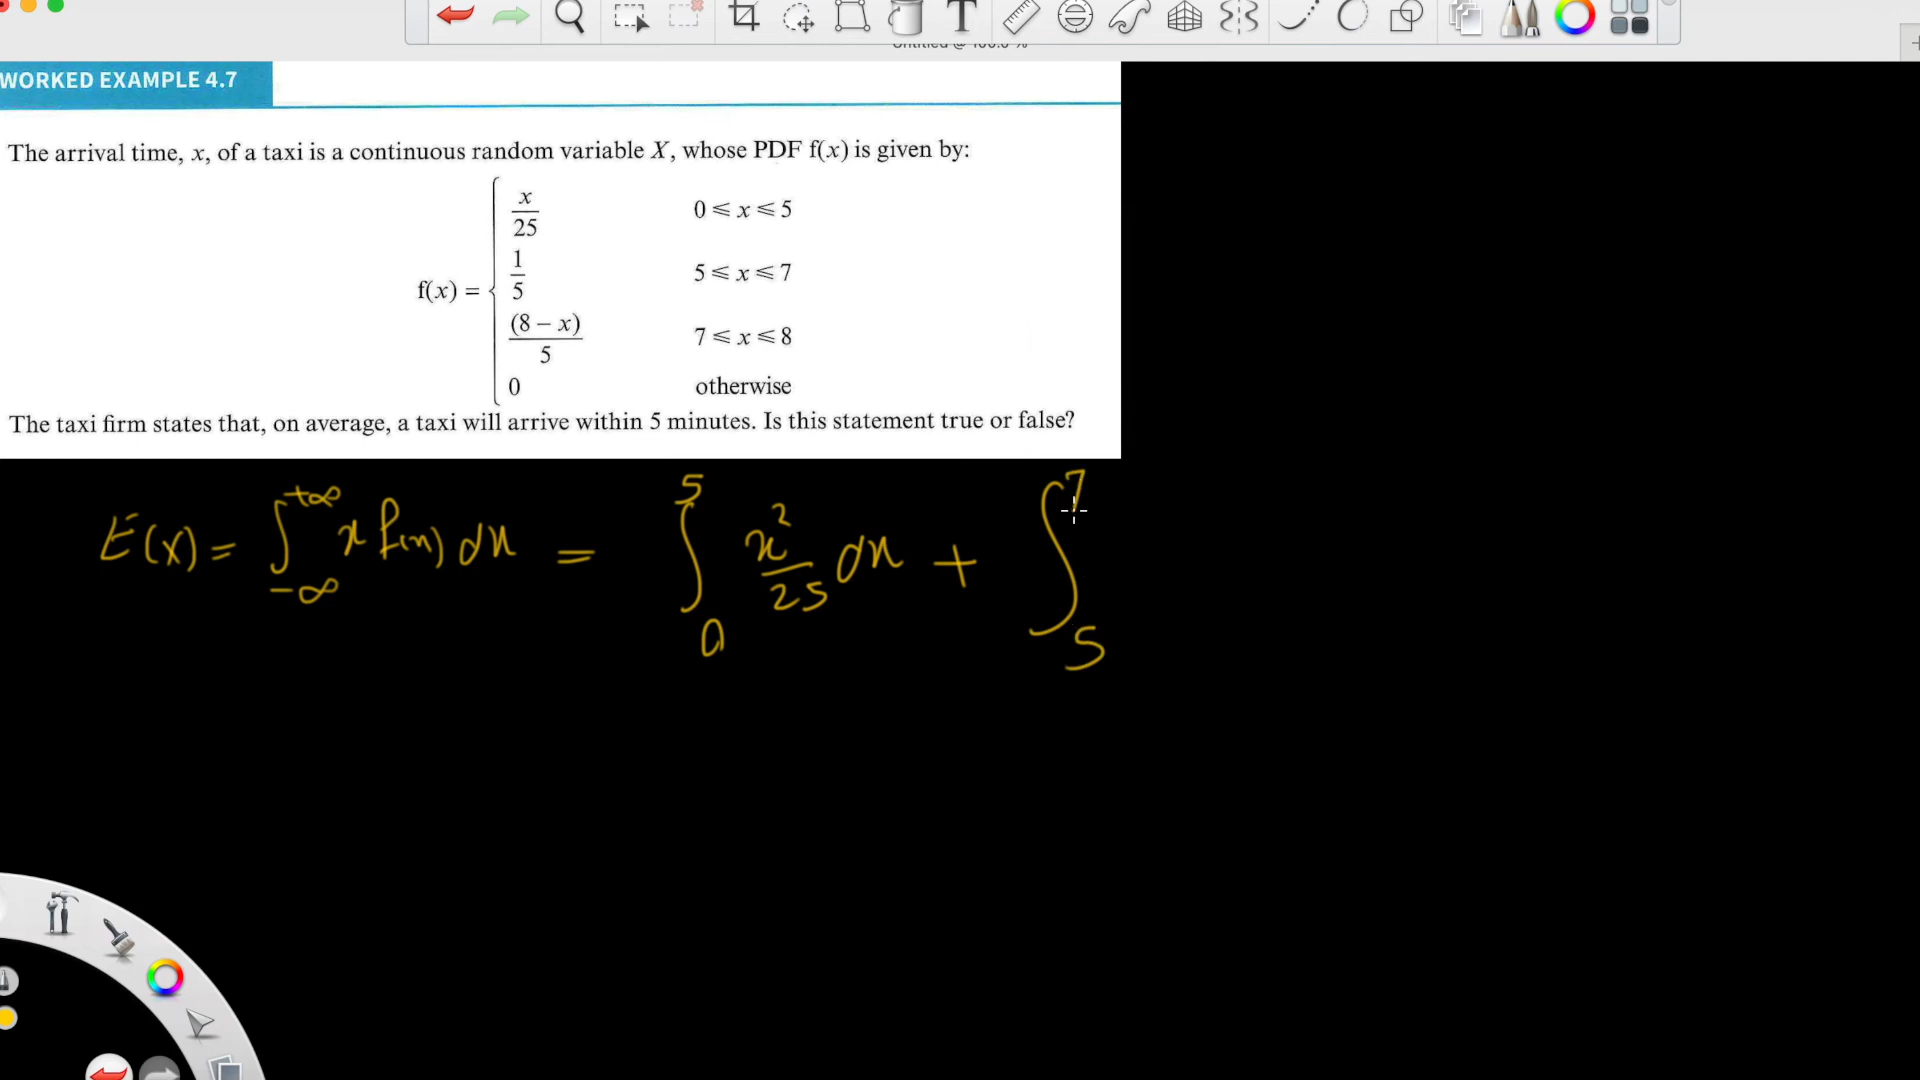 Untitled @ 100.0 %
WORKED EXAMPLE 4.7
The arrival time, x, of a taxi is a continuous random variable X, whose PDF f(x) is given by:
f(x) = { x/25 0 ⩽ x ⩽ 5
1/5 5 ⩽ x ⩽ 7
(8 – x)/5 7 ⩽ x ⩽ 8
0 otherwise
The taxi firm states that, on average, a taxi will arrive within 5 minutes. Is this statement true or false?
E(X) = ∫_{-∞}^{+∞} x f(x) dx = ∫_0^5 x²/25 dx + ∫_5^7